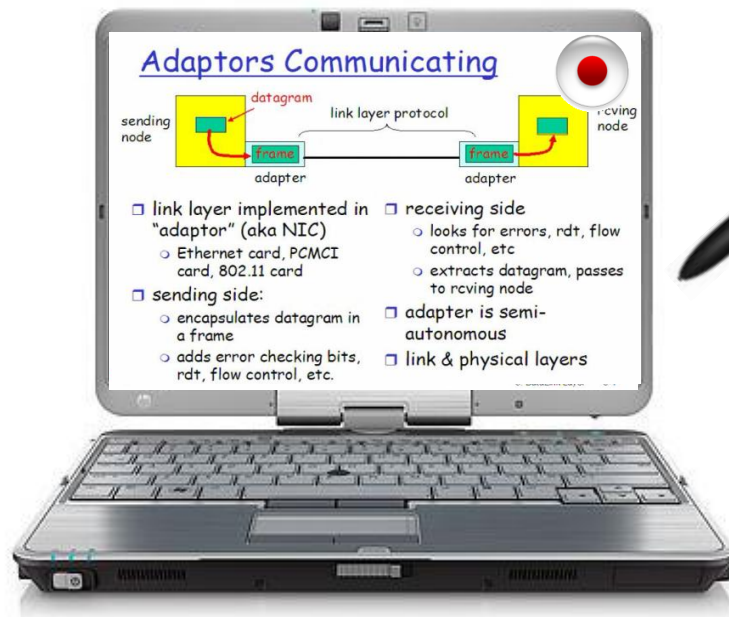 Adaptors Communicating
datagram
sending
node
link layer protocol
rcving
node
frame
frame
adapter
adapter
link layer implemented in
“adaptor” (aka NIC)
Ethernet card, PCMCI
card, 802.11 card
sending side:
encapsulates datagram in
a frame
adds error checking bits,
rdt, flow control, etc.
receiving side
looks for errors, rdt, flow
control, etc
extracts datagram, passes
to rcving node
adapter is semi-
autonomous
link & physical layers